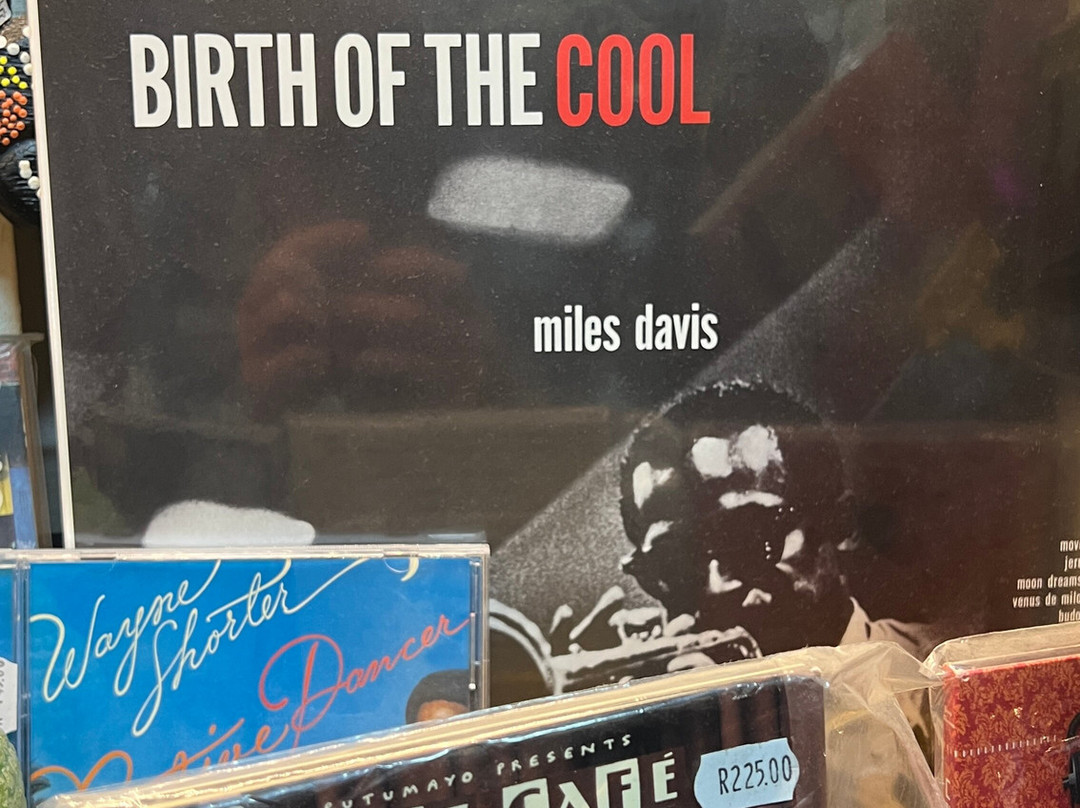 BIRTH OF THE COOL
miles davis
moon dreams
venus de milo
Wayne
Shorter
Native Dancer
PUTUMAYO PRESENTS
CAFÉ
R225.00